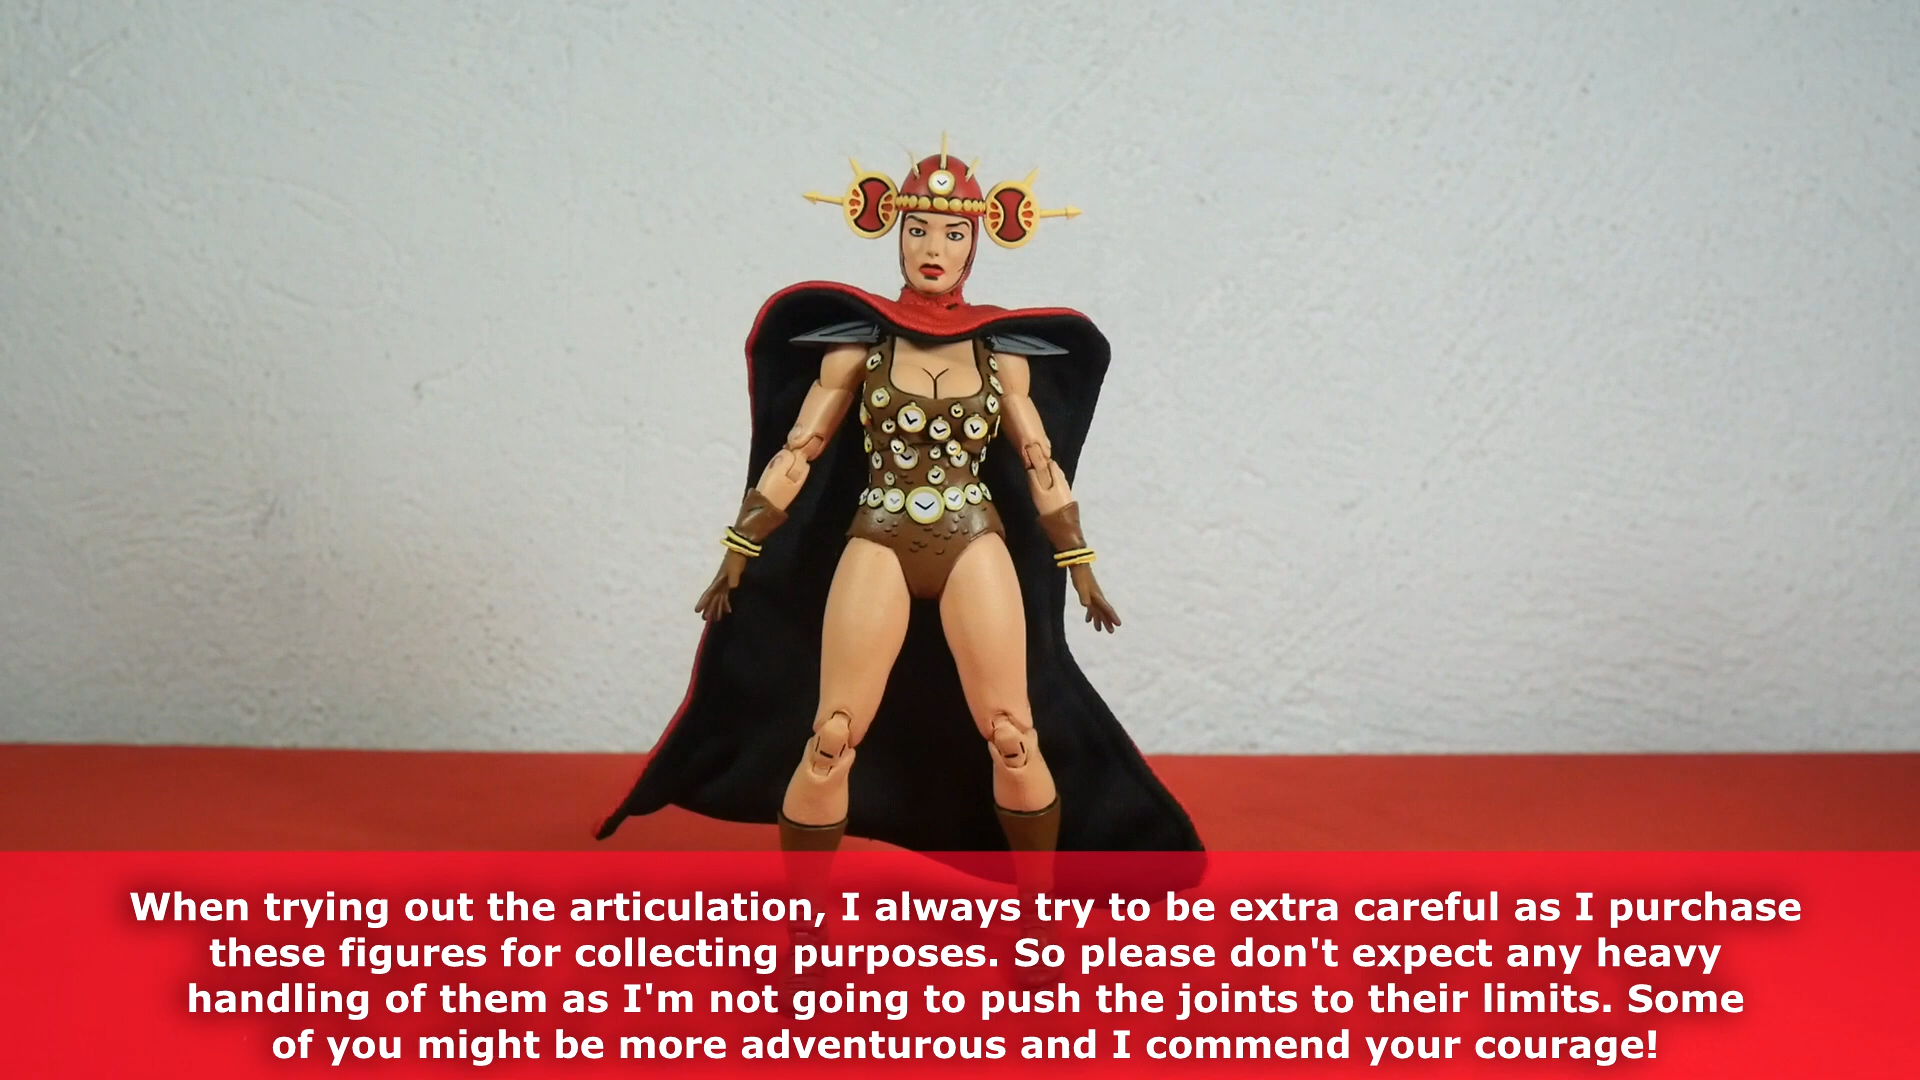 When trying out the articulation, I always try to be extra careful as I purchase
these figures for collecting purposes. So please don't expect any heavy
handling of them as I'm not going to push the joints to their limits. Some
of you might be more adventurous and I commend your courage!